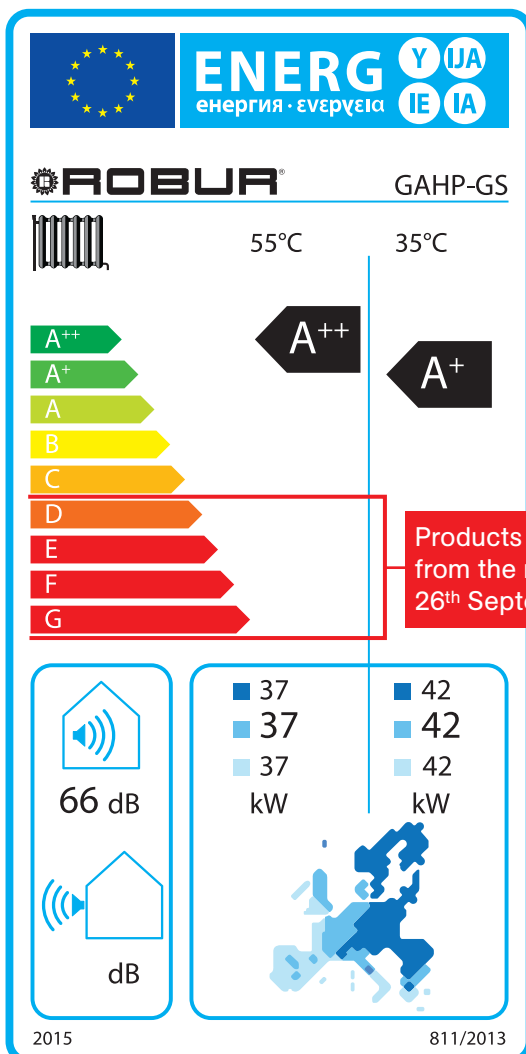 ENERG
енергия · ενεργεια
Y IJA
IE IA
ROBUR®
GAHP-GS
55°C
35°C
A++
A+
A++
A+
A
B
C
D
E
F
G
Products
from the
26th
37
37
37
kW
42
42
42
kW
66 dB
dB
2015
811/2013